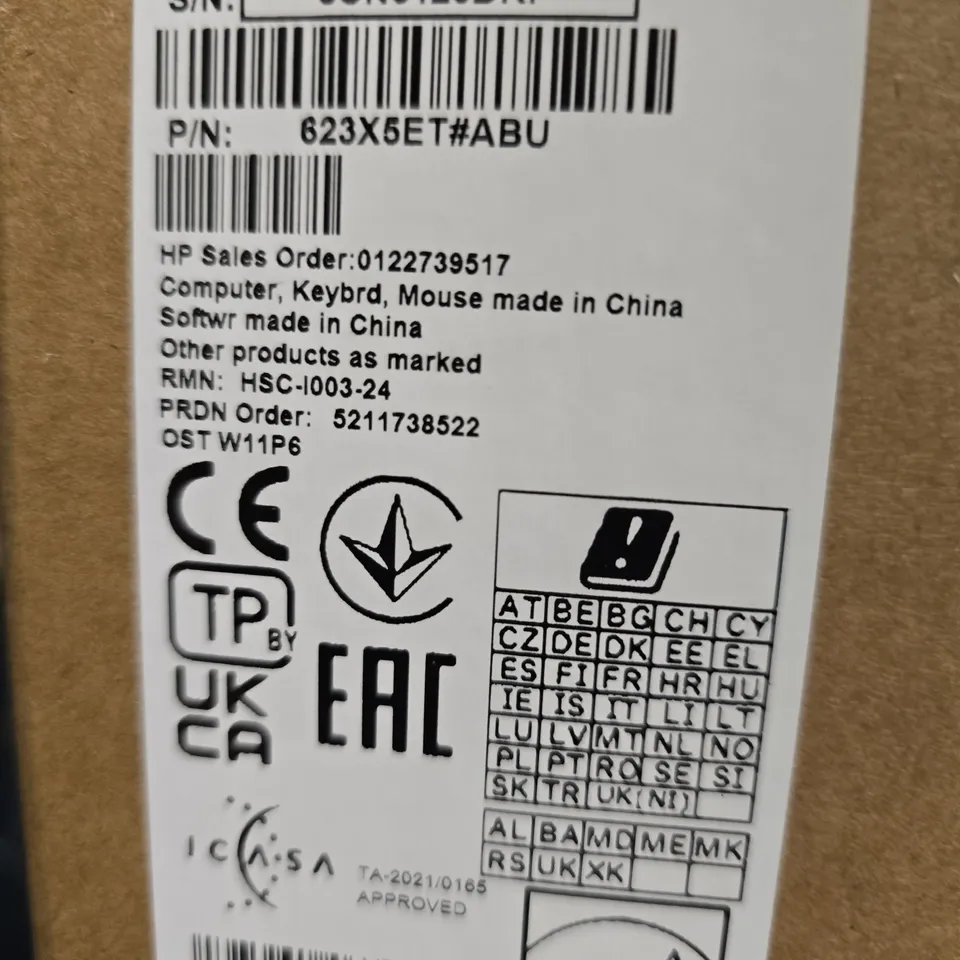 S/N:
P/N: 623X5ET#ABU
HP Sales Order:0122739517
Computer, Keybrd, Mouse made in China
Softwr made in China
Other products as marked
RMN: HSC-I003-24
PRDN Order: 5211738522
OST W11P6
CE
TP BY
UK
CA
EAC
!
AT BE BG CH CY
CZ DE DK EE EL
ES FI FR HR HU
IE IS IT LI LT
LU LV MT NL NO
PL PT RO SE SI
SK TR UK(NI)
AL BA MD ME MK
RS UK XK
ICASA
TA-2021/0165
APPROVED